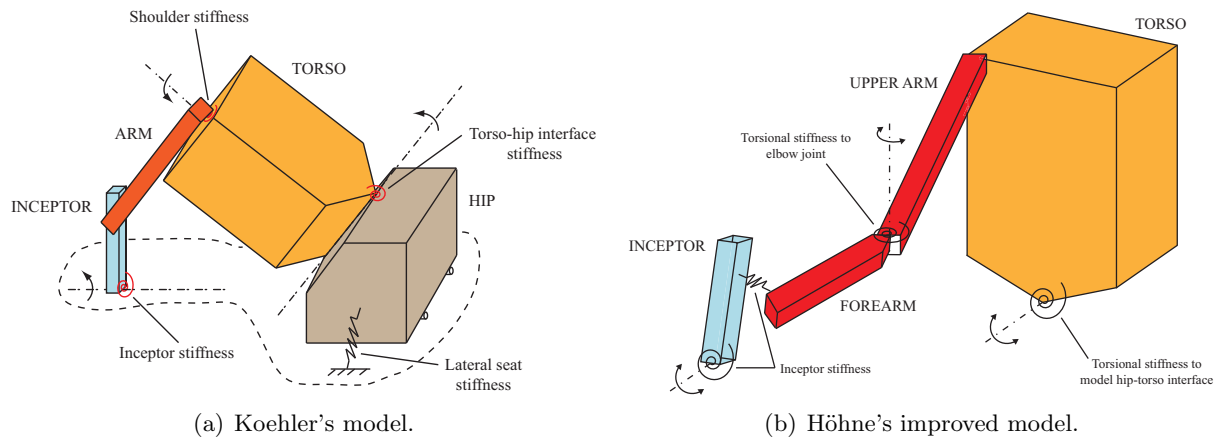 Shoulder stiffness
TORSO
ARM
Torso-hip interface
stiffness
HIP
INCEPTOR
Inceptor stiffness
Lateral seat
stiffness
(a) Koehler's model.
TORSO
UPPER ARM
Torsional stiffness to
elbow joint
INCEPTOR
FOREARM
Inceptor stiffness
Torsional stiffness to
model hip-torso interface
(b) Höhne's improved model.